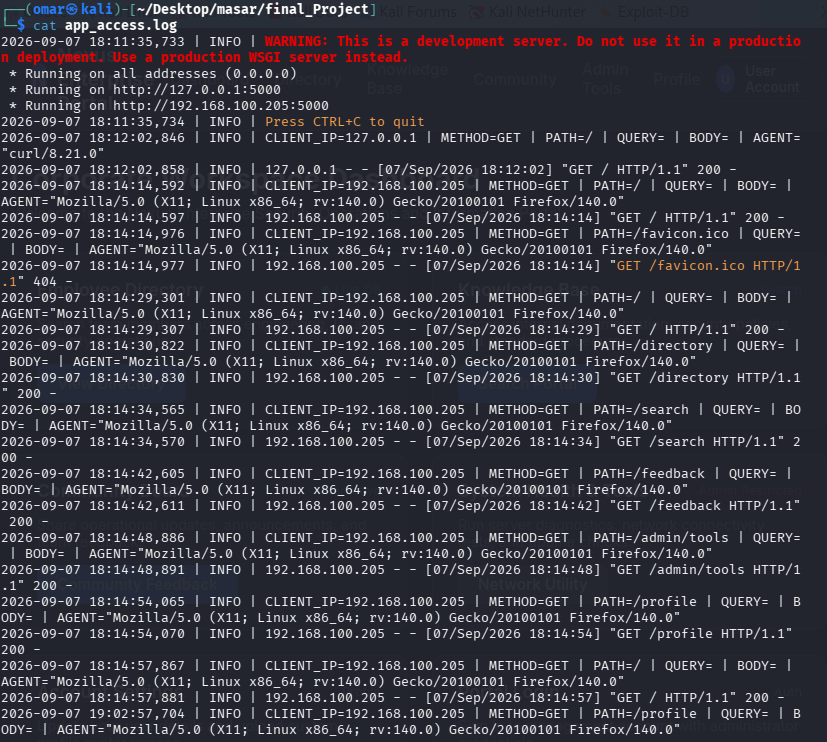 Kali Forums Kali NetHunter Exploit-DB
┌──(omar㉿kali)-[~/Desktop/masar/final_Project]
└─$ cat app_access.log
2026-09-07 18:11:35,733 | INFO | WARNING: This is a development server. Do not use it in a productio
n deployment. Use a production WSGI server instead.
 * Running on all addresses (0.0.0.0)
 * Running on http://127.0.0.1:5000
 * Running on http://192.168.100.205:5000
2026-09-07 18:11:35,734 | INFO | Press CTRL+C to quit
2026-09-07 18:12:02,846 | INFO | CLIENT_IP=127.0.0.1 | METHOD=GET | PATH=/ | QUERY= | BODY= | AGENT=
"curl/8.21.0"
2026-09-07 18:12:02,858 | INFO | 127.0.0.1 - - [07/Sep/2026 18:12:02] "GET / HTTP/1.1" 200 -
2026-09-07 18:14:14,592 | INFO | CLIENT_IP=192.168.100.205 | METHOD=GET | PATH=/ | QUERY= | BODY= |
AGENT="Mozilla/5.0 (X11; Linux x86_64; rv:140.0) Gecko/20100101 Firefox/140.0"
2026-09-07 18:14:14,597 | INFO | 192.168.100.205 - - [07/Sep/2026 18:14:14] "GET / HTTP/1.1" 200 -
2026-09-07 18:14:14,976 | INFO | CLIENT_IP=192.168.100.205 | METHOD=GET | PATH=/favicon.ico | QUERY=
 | BODY= | AGENT="Mozilla/5.0 (X11; Linux x86_64; rv:140.0) Gecko/20100101 Firefox/140.0"
2026-09-07 18:14:14,977 | INFO | 192.168.100.205 - - [07/Sep/2026 18:14:14] "GET /favicon.ico HTTP/1
.1" 404 -
2026-09-07 18:14:29,301 | INFO | CLIENT_IP=192.168.100.205 | METHOD=GET | PATH=/ | QUERY= | BODY= |
AGENT="Mozilla/5.0 (X11; Linux x86_64; rv:140.0) Gecko/20100101 Firefox/140.0"
2026-09-07 18:14:29,307 | INFO | 192.168.100.205 - - [07/Sep/2026 18:14:29] "GET / HTTP/1.1" 200 -
2026-09-07 18:14:30,822 | INFO | CLIENT_IP=192.168.100.205 | METHOD=GET | PATH=/directory | QUERY= |
 BODY= | AGENT="Mozilla/5.0 (X11; Linux x86_64; rv:140.0) Gecko/20100101 Firefox/140.0"
2026-09-07 18:14:30,830 | INFO | 192.168.100.205 - - [07/Sep/2026 18:14:30] "GET /directory HTTP/1.1
" 200 -
2026-09-07 18:14:34,565 | INFO | CLIENT_IP=192.168.100.205 | METHOD=GET | PATH=/search | QUERY= | BO
DY= | AGENT="Mozilla/5.0 (X11; Linux x86_64; rv:140.0) Gecko/20100101 Firefox/140.0"
2026-09-07 18:14:34,570 | INFO | 192.168.100.205 - - [07/Sep/2026 18:14:34] "GET /search HTTP/1.1" 2
00 -
2026-09-07 18:14:42,605 | INFO | CLIENT_IP=192.168.100.205 | METHOD=GET | PATH=/feedback | QUERY= |
BODY= | AGENT="Mozilla/5.0 (X11; Linux x86_64; rv:140.0) Gecko/20100101 Firefox/140.0"
2026-09-07 18:14:42,611 | INFO | 192.168.100.205 - - [07/Sep/2026 18:14:42] "GET /feedback HTTP/1.1"
 200 -
2026-09-07 18:14:48,886 | INFO | CLIENT_IP=192.168.100.205 | METHOD=GET | PATH=/admin/tools | QUERY=
 | BODY= | AGENT="Mozilla/5.0 (X11; Linux x86_64; rv:140.0) Gecko/20100101 Firefox/140.0"
2026-09-07 18:14:48,891 | INFO | 192.168.100.205 - - [07/Sep/2026 18:14:48] "GET /admin/tools HTTP/1
.1" 200 -
2026-09-07 18:14:54,065 | INFO | CLIENT_IP=192.168.100.205 | METHOD=GET | PATH=/profile | QUERY= | B
ODY= | AGENT="Mozilla/5.0 (X11; Linux x86_64; rv:140.0) Gecko/20100101 Firefox/140.0"
2026-09-07 18:14:54,070 | INFO | 192.168.100.205 - - [07/Sep/2026 18:14:54] "GET /profile HTTP/1.1"
200 -
2026-09-07 18:14:57,867 | INFO | CLIENT_IP=192.168.100.205 | METHOD=GET | PATH=/ | QUERY= | BODY= |
AGENT="Mozilla/5.0 (X11; Linux x86_64; rv:140.0) Gecko/20100101 Firefox/140.0"
2026-09-07 18:14:57,881 | INFO | 192.168.100.205 - - [07/Sep/2026 18:14:57] "GET / HTTP/1.1" 200 -
2026-09-07 19:02:57,704 | INFO | CLIENT_IP=192.168.100.205 | METHOD=GET | PATH=/profile | QUERY= | B
ODY= | AGENT="Mozilla/5.0 (X11; Linux x86_64; rv:140.0) Gecko/20100101 Firefox/140.0"
Knowledge Base
Community
Admin Tools
Profile
User Account
Employee Directory
Knowledge Base
Community Feedback
Network Utility